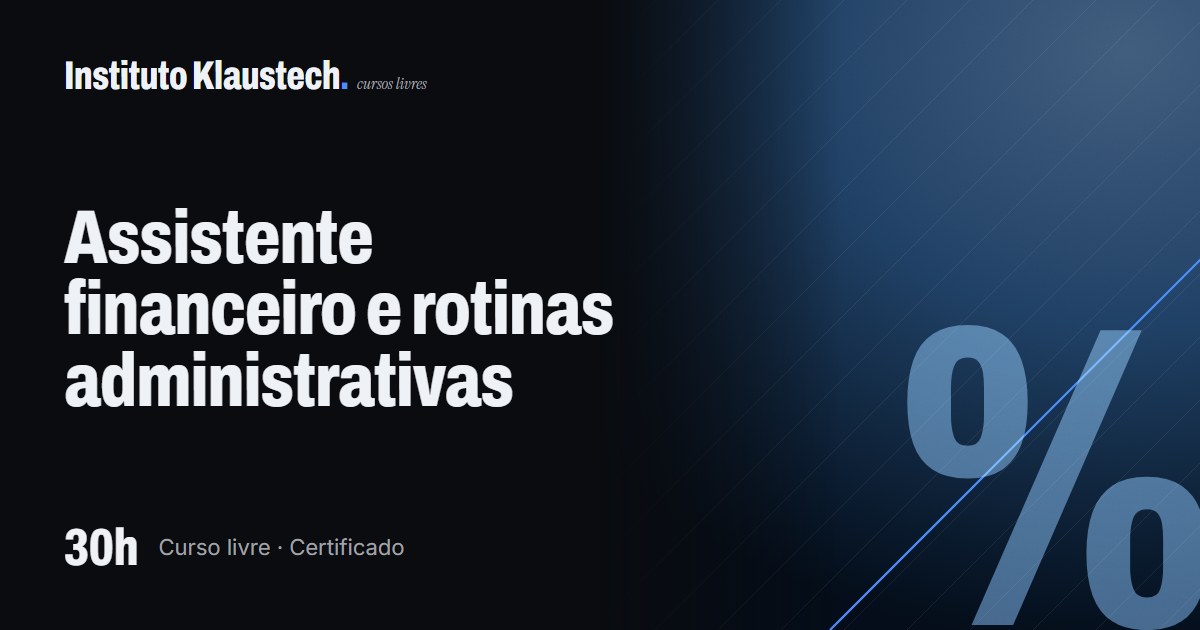 Instituto Klaustech. cursos livres
Assistente
financeiro e rotinas
administrativas
30h Curso livre · Certificado
%